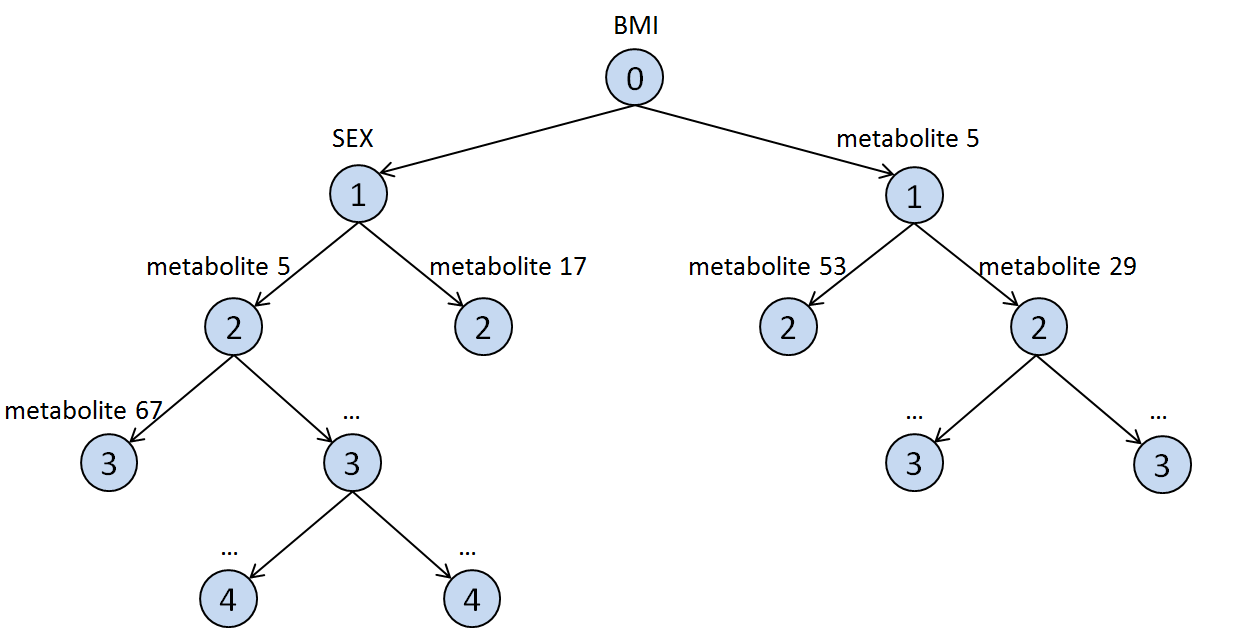 BMI
0
SEX
metabolite 5
1
1
metabolite 5
metabolite 17
metabolite 53
metabolite 29
2
2
2
2
metabolite 67
...
...
...
3
3
3
3
...
...
4
4